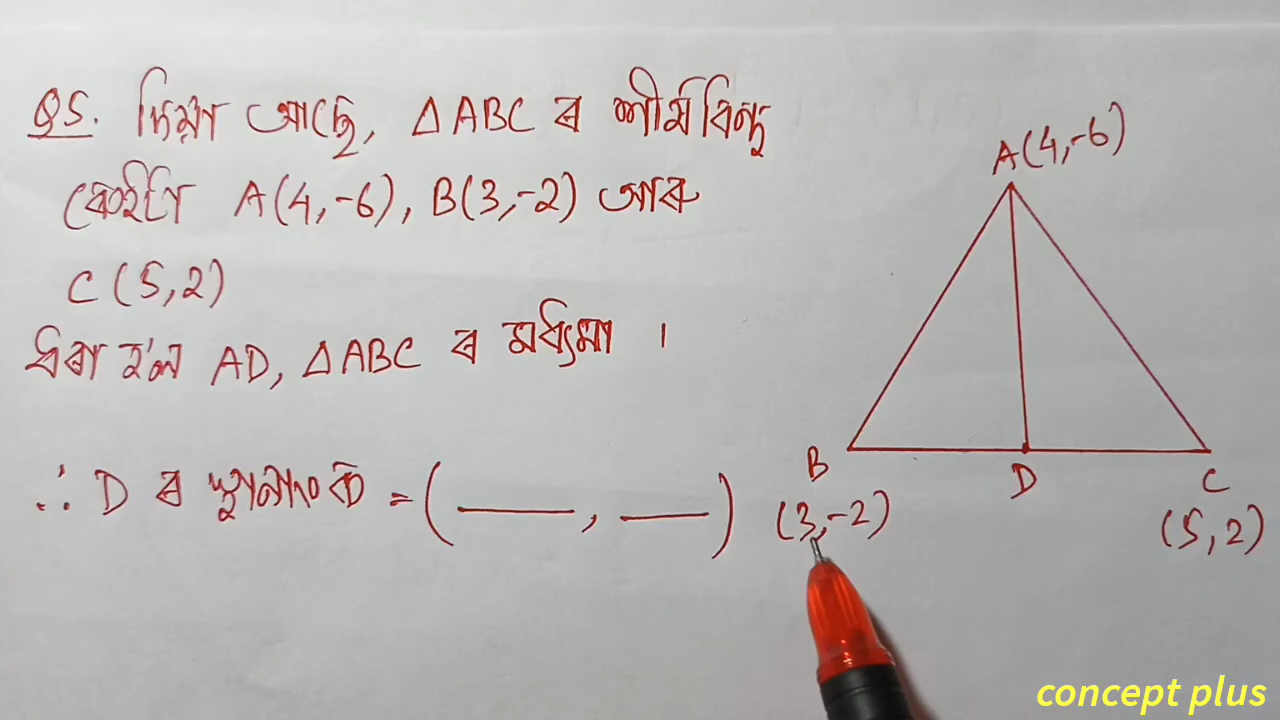 Q5. দিয়া আছে, △ABC ৰ শীৰ্ষবিন্দু
কেইটা A(4,-6), B(3,-2) আৰু
C(5,2)
ধৰা হ'ল AD, △ABC ৰ মধ্যমা ।
∴ D ৰ স্থানাংক = ( ____ , ____ )
A(4,-6)
B
D
C
(3,-2)
(5,2)
concept plus